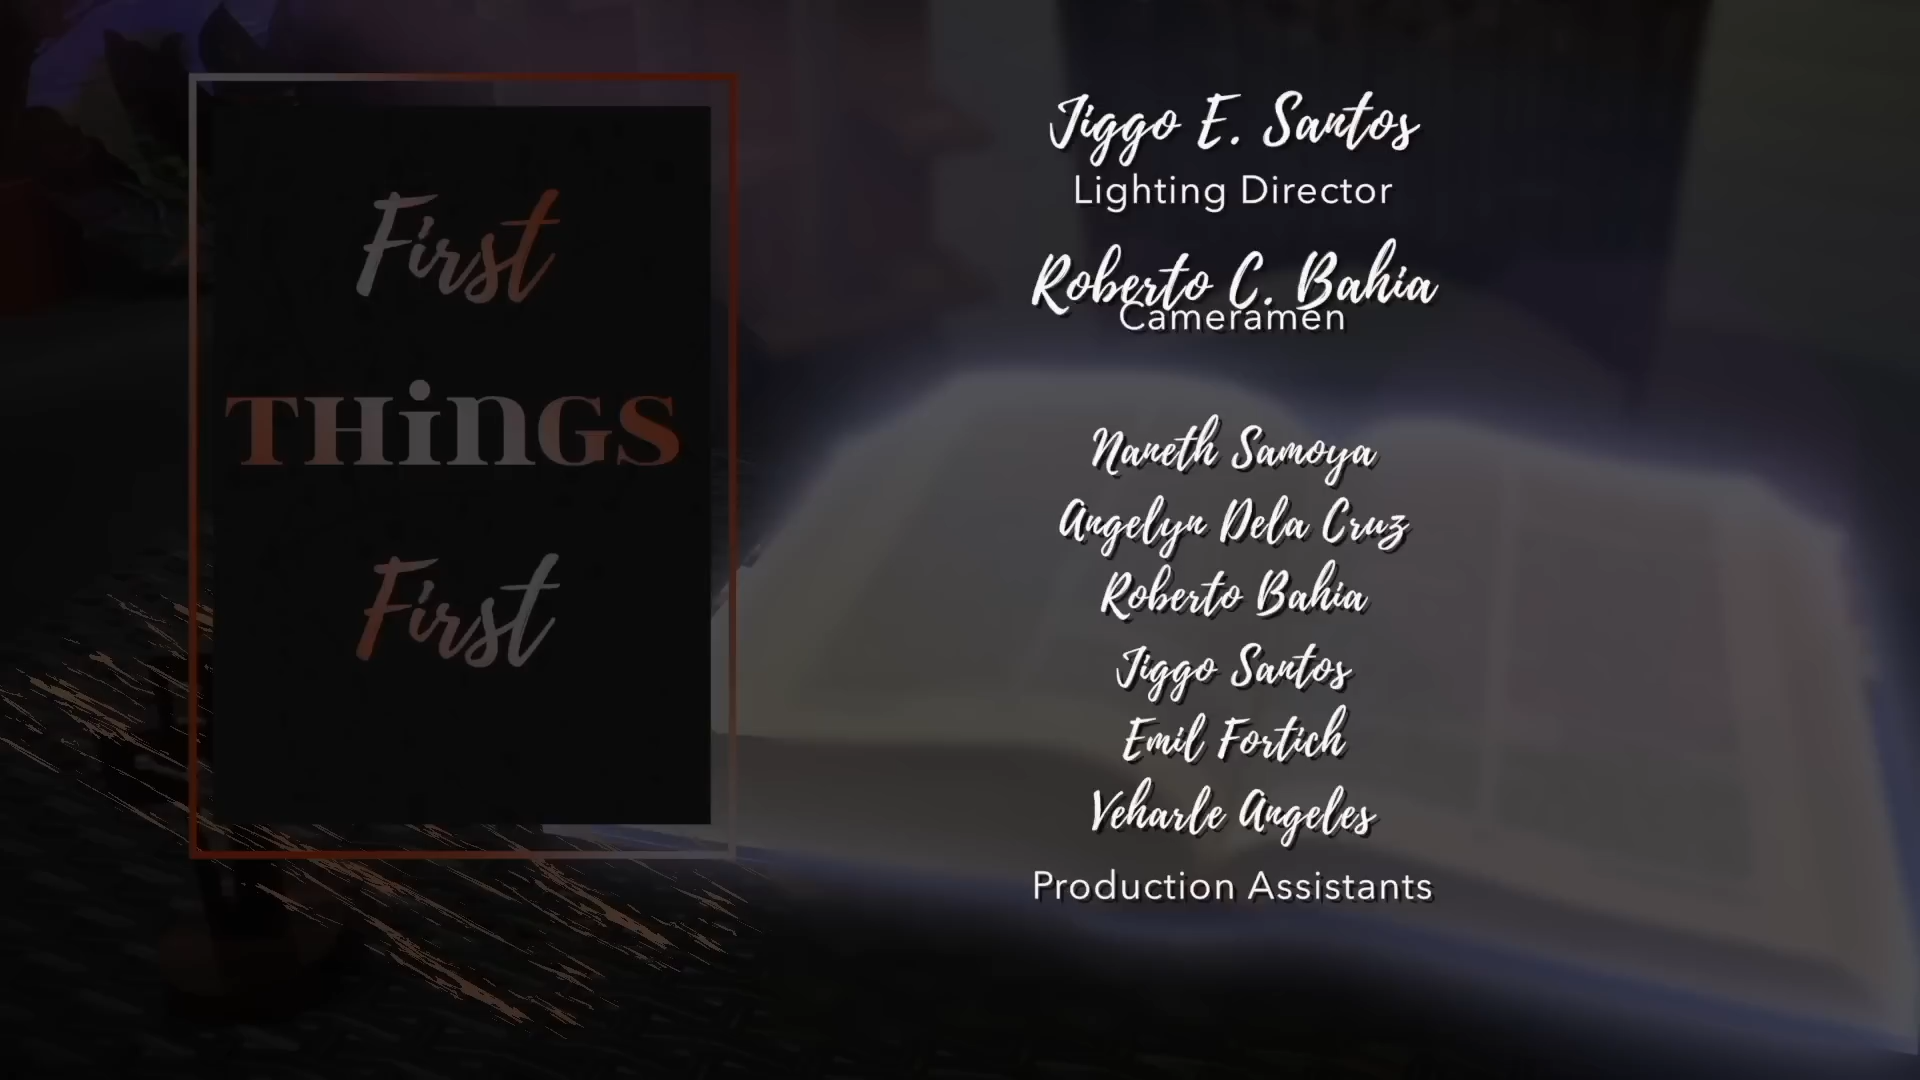 First
THiNGS
First
Jiggo E. Santos
Lighting Director
Roberto C. Bahia
Cameramen
Naneth Samoya
Angelyn Dela Cruz
Roberto Bahia
Jiggo Santos
Emil Fortich
Veharle Angeles
Production Assistants